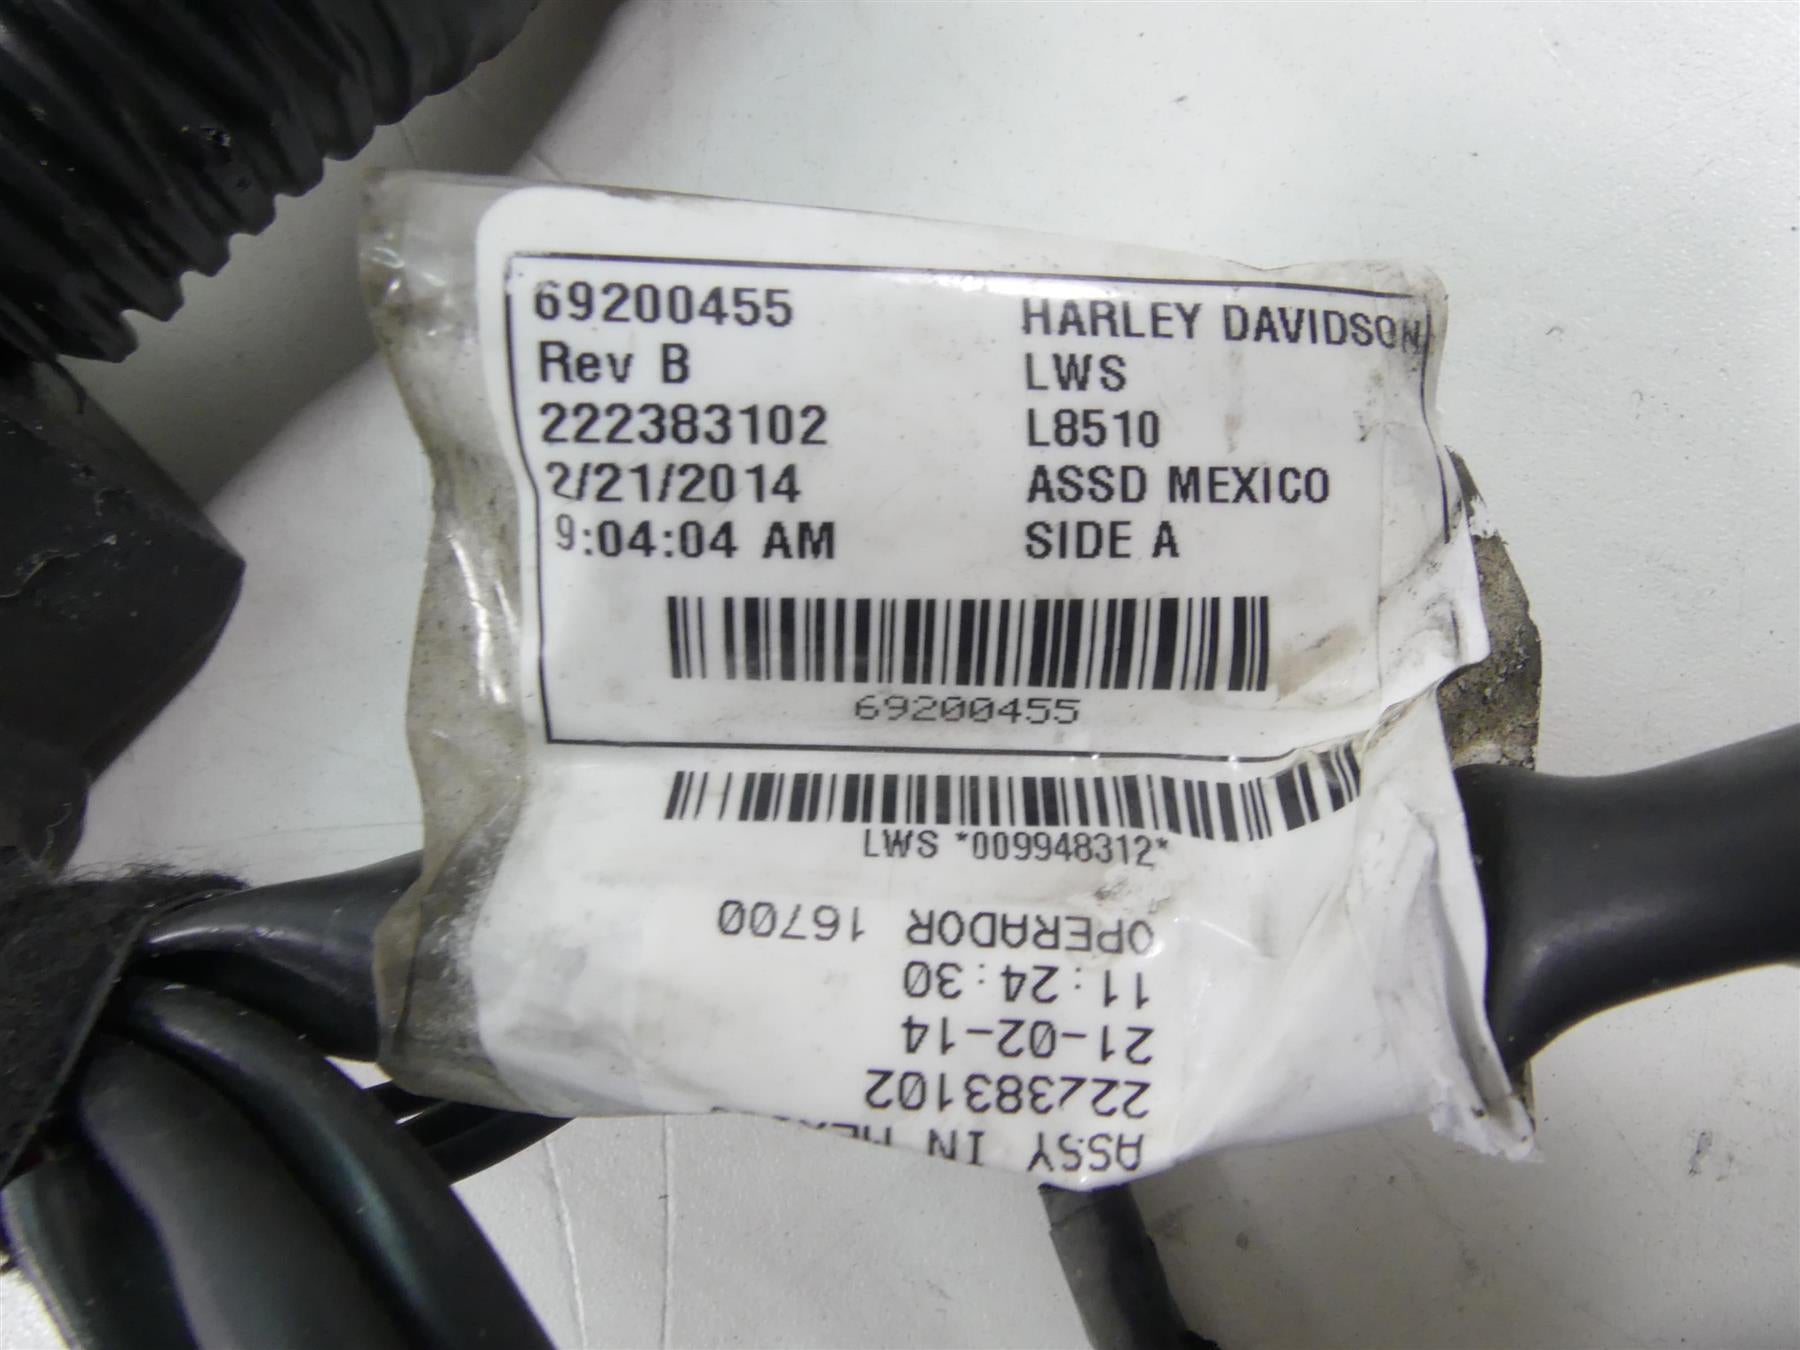 69200455 HARLEY DAVIDSON
Rev B LWS
222383102 L8510
2/21/2014 ASSD MEXICO
9:04:04 AM SIDE A
69200455
LWS *009948312*
ASSY IN
222383102
21-02-14
11:24:30
OPERADOR 16700